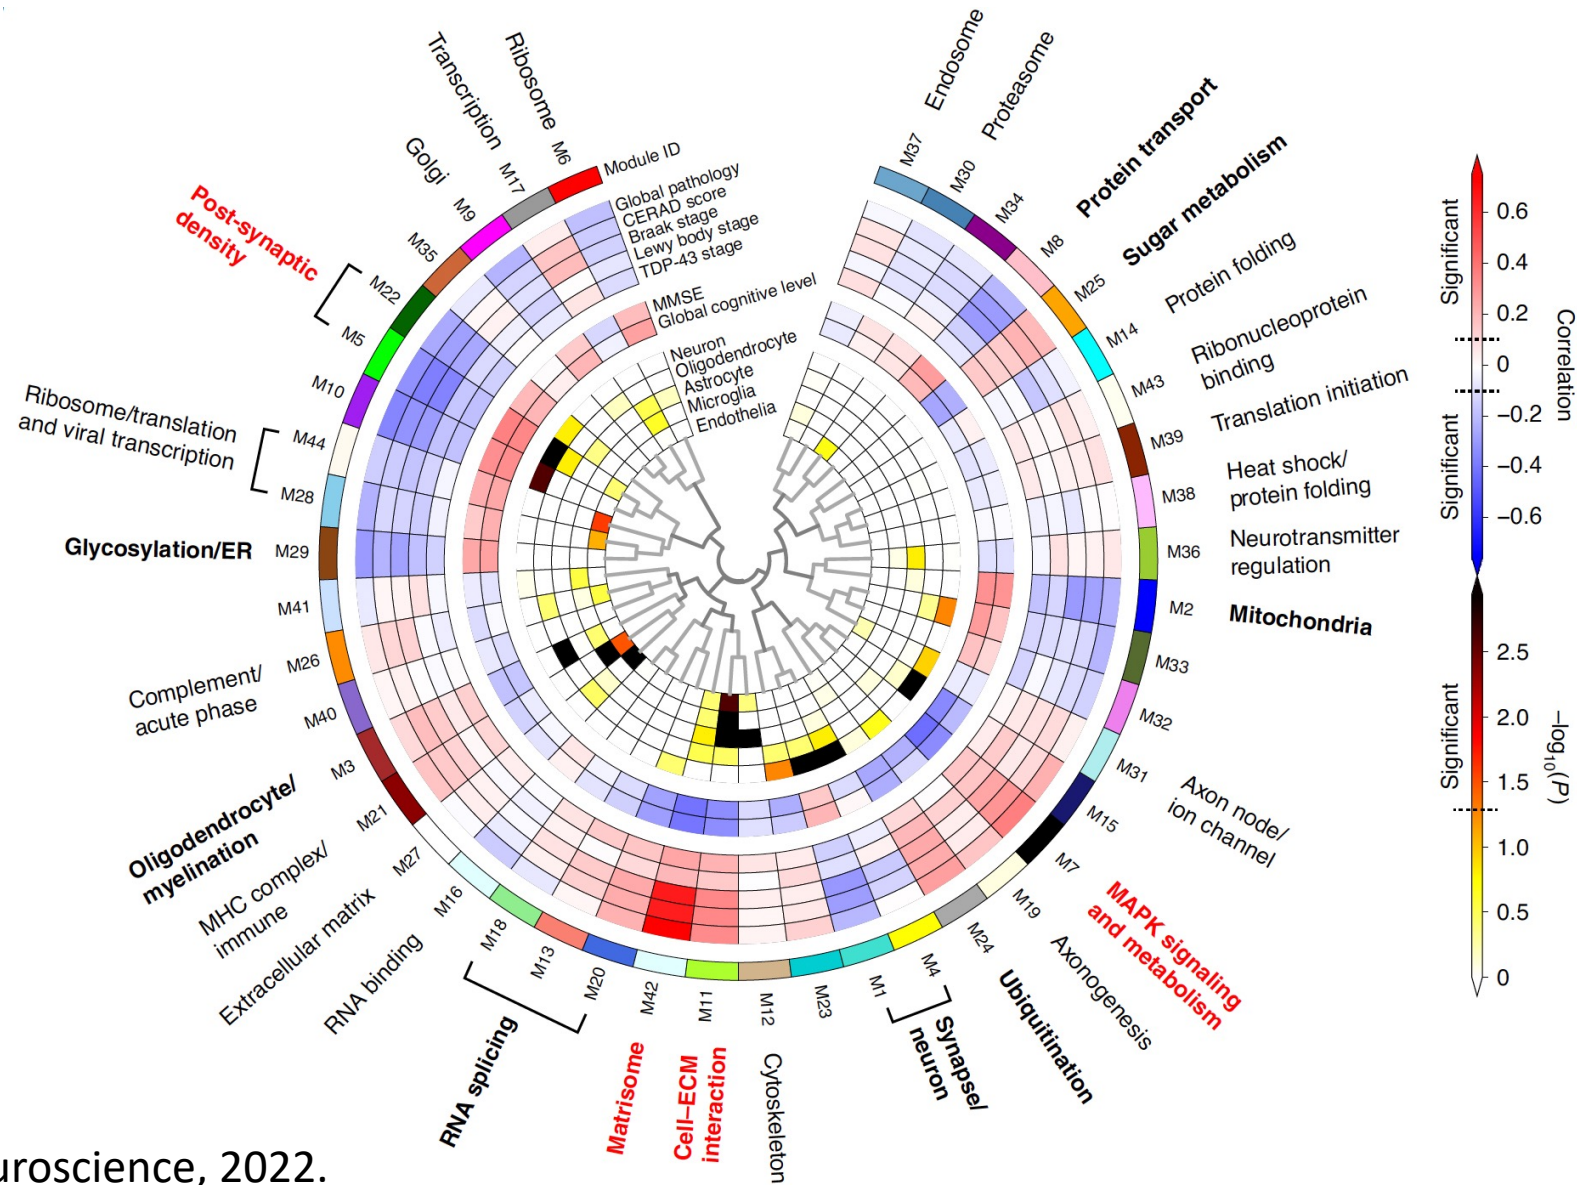 Endosome
Proteasome
Protein transport
Sugar metabolism
Protein folding
Ribonucleoprotein
binding
Translation initiation
Heat shock/
protein folding
Neurotransmitter
regulation
Mitochondria
Axon node/
ion channel
MAPK signaling
and metabolism
Axonogenesis
Ubiquitination
Synapse/
neuron
Cytoskeleton
Cell–ECM
interaction
Matrisome
RNA splicing
RNA binding
Extracellular matrix
MHC complex/
immune
Oligodendrocyte/
myelination
Complement/
acute phase
Glycosylation/ER
Ribosome/translation
and viral transcription
Post-synaptic
density
Golgi
Transcription
Ribosome
M37
M30
M34
M8
M25
M14
M43
M39
M38
M36
M2
M33
M32
M31
M15
M7
M19
M24
M4
M1
M23
M12
M11
M42
M20
M13
M18
M16
M27
M21
M3
M40
M26
M41
M29
M28
M44
M10
M5
M22
M35
M9
M17
M6
Module ID
Global pathology
CERAD score
Braak stage
Lewy body stage
TDP-43 stage
MMSE
Global cognitive level
Neuron
Oligodendrocyte
Astrocyte
Microglia
Endothelia
Significant
Significant
Correlation
0.6
0.4
0.2
0
−0.2
−0.4
−0.6
Significant
−log10(P)
2.5
2.0
1.5
1.0
0.5
0
uroscience, 2022.